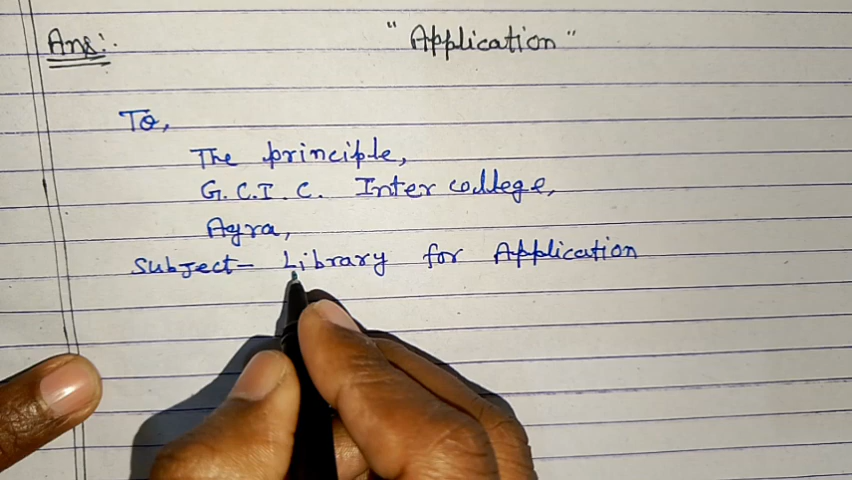 Ans:. "Application"
To,
The principle,
G.C.I.C. Inter college,
Agra,
Subject- Library for Application